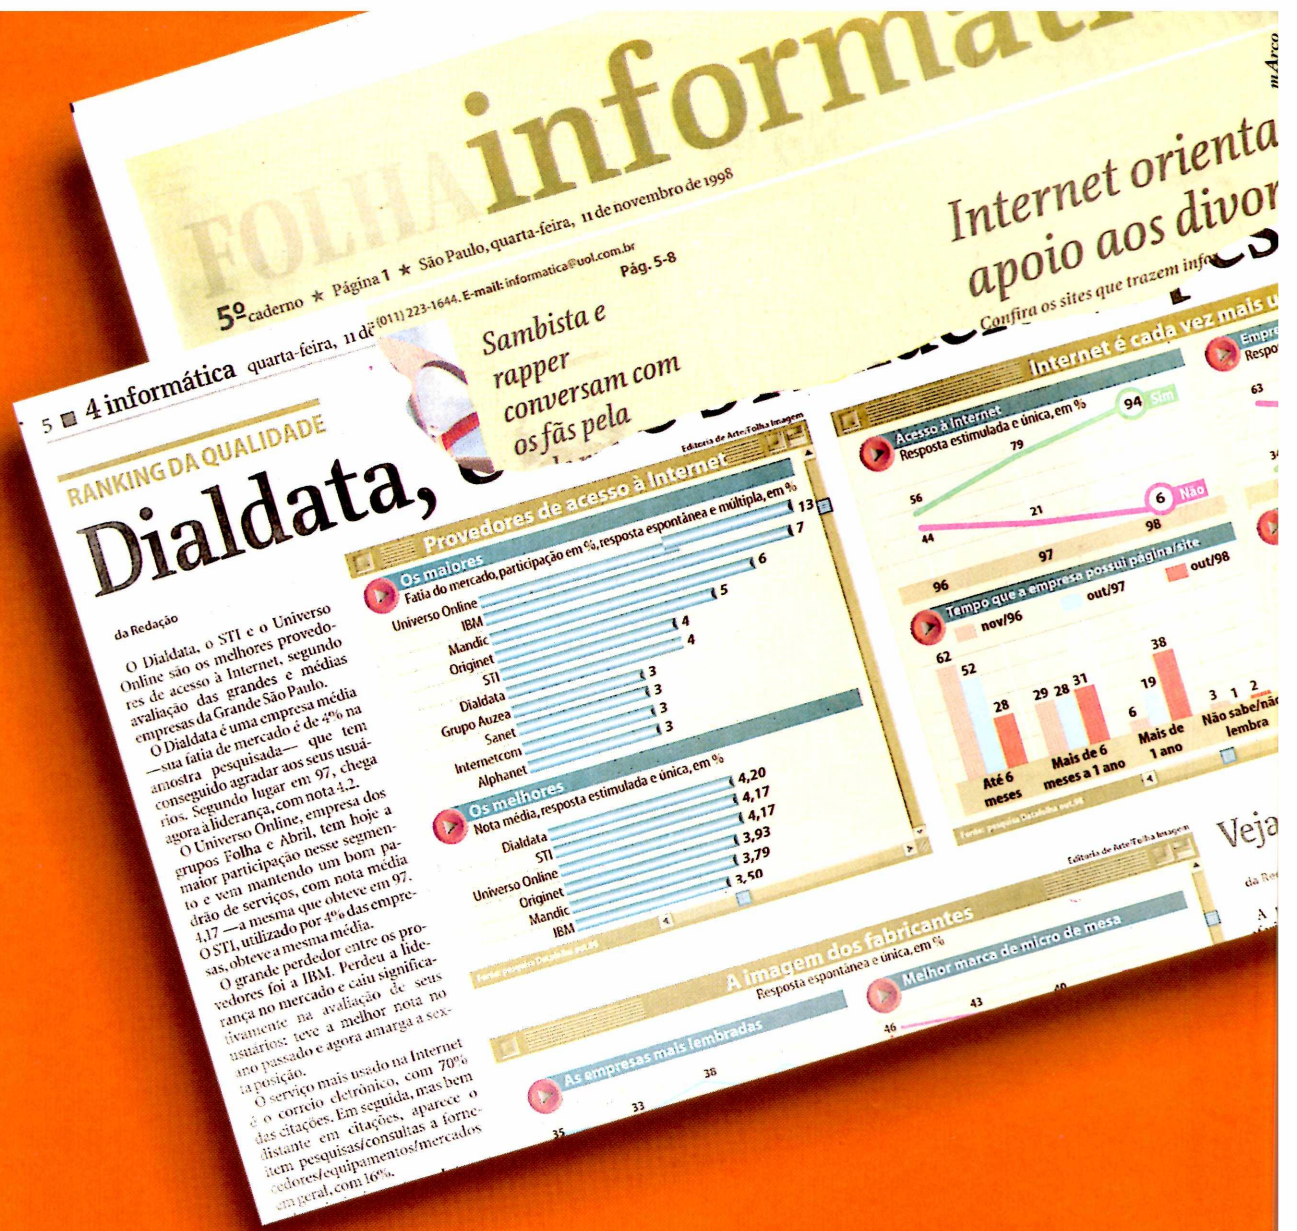 FOLHA informáti
mArco
5º caderno ★ Página 1 ★ São Paulo, quarta-feira, 11 de novembro de 1998
(011) 223-1644. E-mail: informatica@uol.com.br
Pág. 5-8
Sambista e
rapper
conversam com
os fãs pela
Internet orienta
apoio aos divor
Confira os sites que trazem infor
5 ■ 4 informática quarta-feira, 11 de
RANKING DA QUALIDADE
Dialdata,
da Redação
O Dialdata, o STI e o Universo
Online são os melhores provedo-
res de acesso à Internet, segundo
avaliação das grandes e médias
empresas da Grande São Paulo.
O Dialdata é uma empresa média
—sua fatia de mercado é de 4% na
amostra pesquisada— que tem
conseguido agradar aos seus usuá-
rios. Segundo lugar em 97, chega
agora à liderança, com nota 4,2.
O Universo Online, empresa dos
grupos Folha e Abril, tem hoje a
maior participação nesse segmen-
to e vem mantendo um bom pa-
drão de serviços, com nota média
4,17 —a mesma que obteve em 97.
O STI, utilizado por 4% das empre-
sas, obteve a mesma média.
O grande perdedor entre os pro-
vedores foi a IBM. Perdeu a lide-
rança no mercado e caiu significa-
tivamente na avaliação de seus
usuários: teve a melhor nota no
ano passado e agora amarga a sex-
ta posição.
O serviço mais usado na Internet
é o correio eletrônico, com 70%
das citações. Em seguida, mas bem
distante em citações, aparece o
item pesquisas/consultas a forne-
cedores/equipamentos/mercados
em geral, com 16%.
Editoria de Arte/Folha Imagem
Provedores de acesso à Internet
Os maiores
Fatia do mercado, participação em %, resposta espontânea e múltipla, em %
Universo Online 13
IBM 7
Mandic 6
Originet 5
STI 4
Dialdata 4
Grupo Auzea 3
Sanet 3
Internetcom 3
Alphanet 3
Os melhores
Nota média, resposta estimulada e única, em %
Dialdata 4,20
STI 4,17
Universo Online 4,17
Originet 3,93
Mandic 3,79
IBM 3,50
Fonte: pesquisa Datafolha out.98
Internet é cada vez mais u
Acesso à Internet
Resposta estimulada e única, em %
56 79 94 Sim
44 21 6 Não
96 97 98
Empre
Respo
63
34
Tempo que a empresa possui página/site
nov/96 out/97 out/98
62 52 28
29 28 31
6 19 38
3 1 2
Até 6
meses
Mais de 6
meses a 1 ano
Mais de
1 ano
Não sabe/não
lembra
Fonte: pesquisa Datafolha out.98
Editoria de Arte/Folha Imagem
A imagem dos fabricantes
Resposta espontânea e única, em %
As empresas mais lembradas
35 33 38
Melhor marca de micro de mesa
46 43 40
Veja
da Re
A